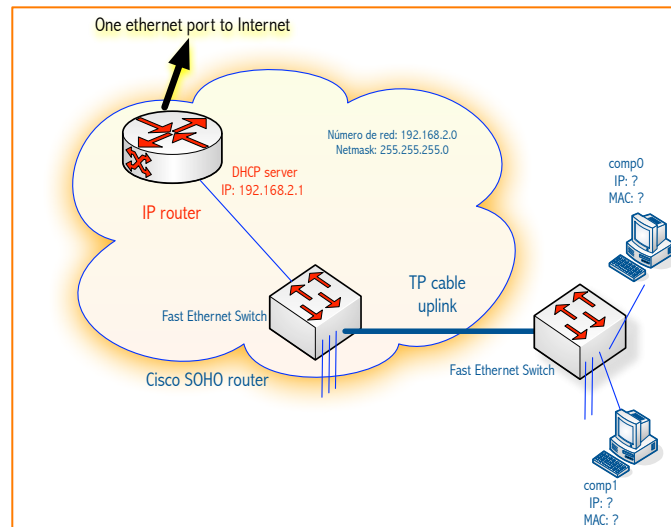 One ethernet port to Internet
Número de red: 192.168.2.0
Netmask: 255.255.255.0
DHCP server
IP: 192.168.2.1
IP router
comp0
IP: ?
MAC: ?
TP cable
uplink
Fast Ethernet Switch
Fast Ethernet Switch
Cisco SOHO router
comp1
IP: ?
MAC: ?